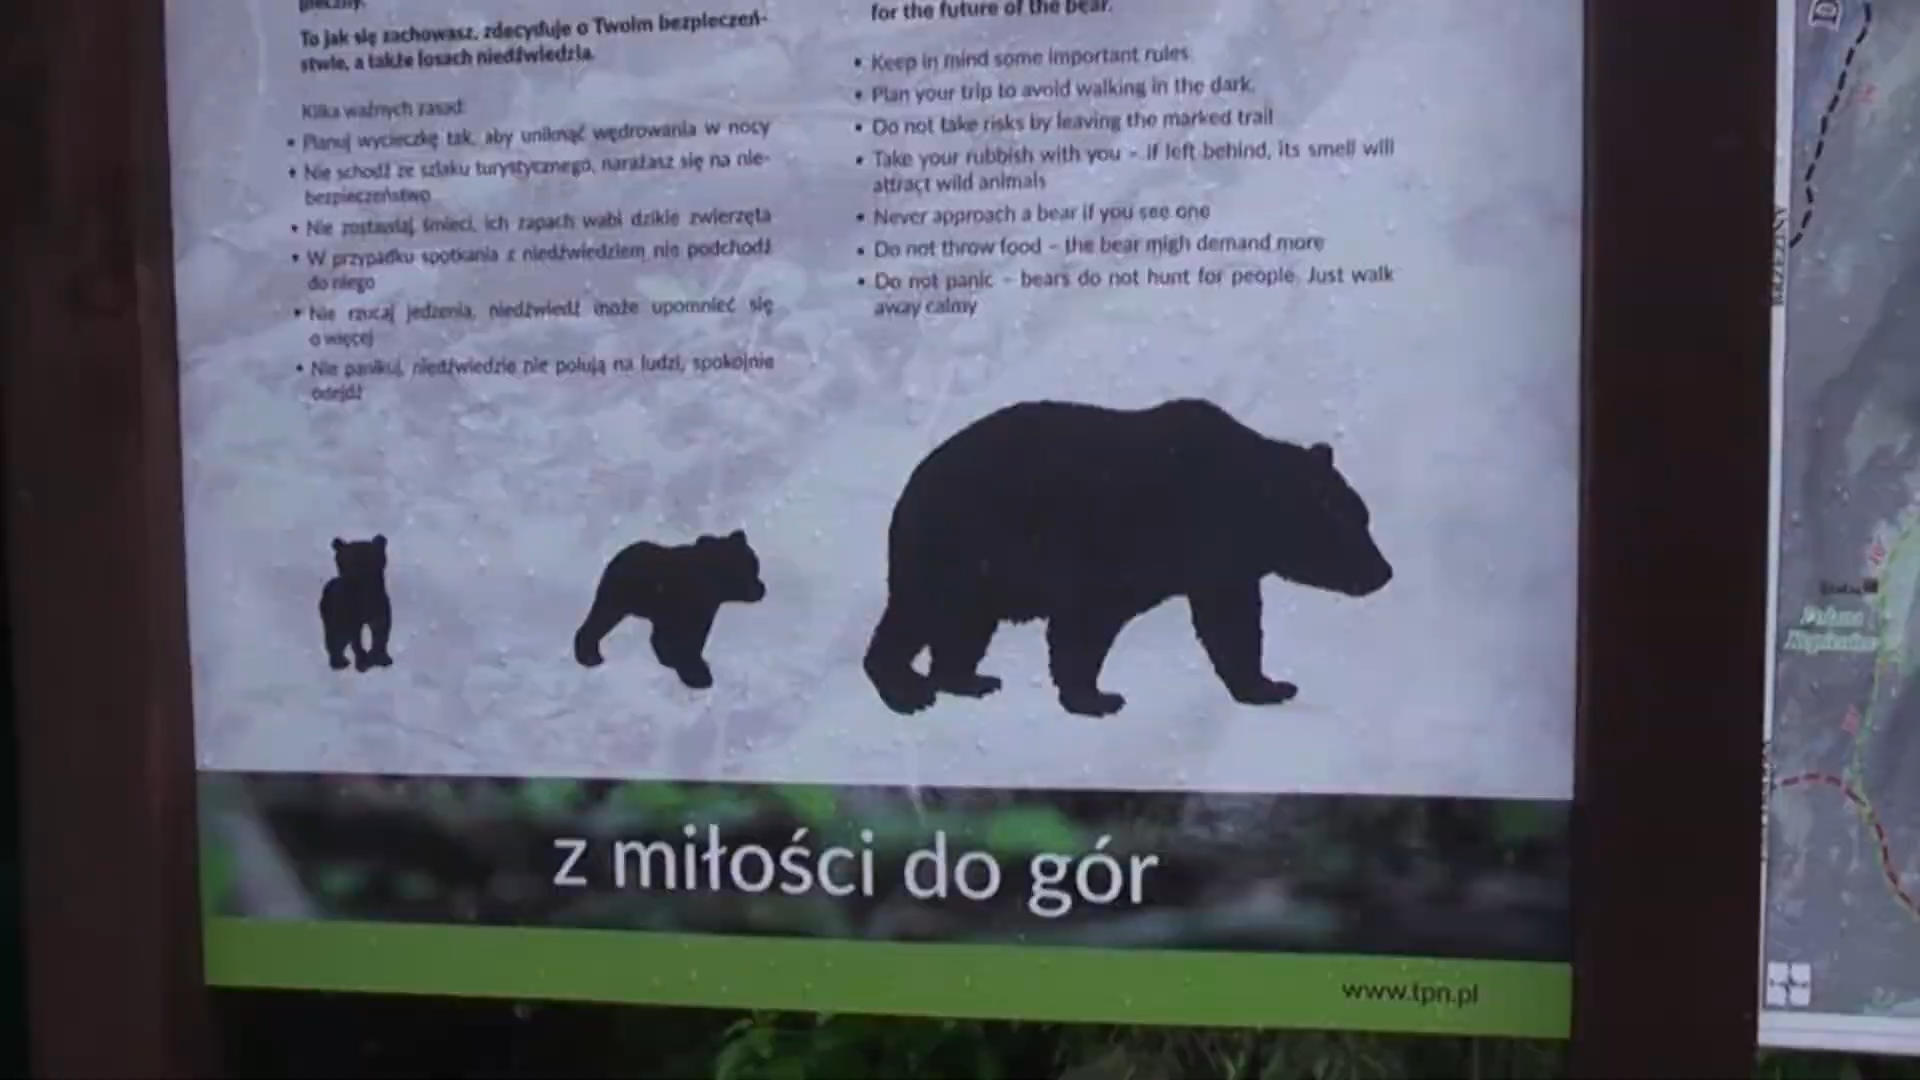 pieczny.
To jak się zachowasz, zdecyduje o Twoim bezpieczeń-
stwie, a także losach niedźwiedzia.
Kilka ważnych zasad:
• Planuj wycieczkę tak, aby uniknąć wędrowania w nocy
• Nie schodź ze szlaku turystycznego, narażasz się na nie-
bezpieczeństwo
• Nie zostawiaj śmieci, ich zapach wabi dzikie zwierzęta
• W przypadku spotkania z niedźwiedziem nie podchodź
do niego
• Nie rzucaj jedzenia, niedźwiedź może upomnieć się
o więcej
• Nie panikuj, niedźwiedzie nie polują na ludzi, spokojnie
odejdź
for the future of the bear.
• Keep in mind some important rules
• Plan your trip to avoid walking in the dark.
• Do not take risks by leaving the marked trail
• Take your rubbish with you – if left behind, its smell will
attract wild animals
• Never approach a bear if you see one
• Do not throw food – the bear migh demand more
• Do not panic – bears do not hunt for people. Just walk
away calmy
z miłości do gór
www.tpn.pl